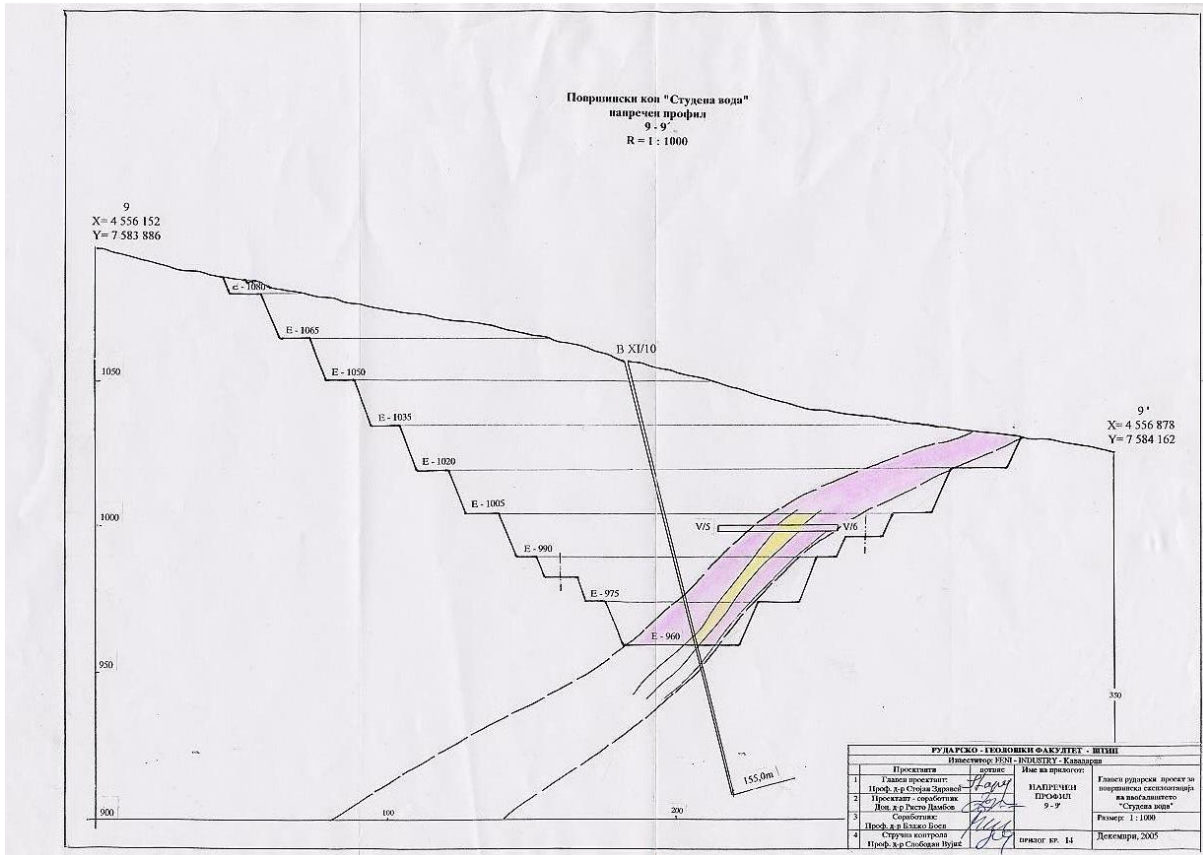 Површински коп "Студена вода"
напречен профил
9 - 9'
R = 1 : 1000
9
X= 4 556 152
Y= 7 583 886
E - 1080
E - 1065
B XI/10
E - 1050
1050
E - 1035
9'
X= 4 556 878
Y= 7 584 162
E - 1020
E - 1005
1000
V/5
V/6
E - 990
E - 975
E - 960
950
350
155,0m
900
100
200
РУДАРСКО - ГЕОЛОШКИ ФАКУЛТЕТ - ШТИП
Инвеститор: FENI - INDUSTRY - Кавадарци
Проектанти
потпис
Име на прилогот:
1
Главен проектант:
Проф. д-р Стојан
2
Проектант - соработник
Доц. д-р Ристо Дамбов
3
Соработник:
Проф. д-р Блажо Боев
4
Стручна контрола
Проф. д-р Слободан Вујиќ
НАПРЕЧЕН
ПРОФИЛ
9 - 9'
ПРИЛОГ БР. 14
Главен рударски проект за
површинска експлоатација
на
"Студена вода"
Размер: 1 : 1000
Декември, 2005